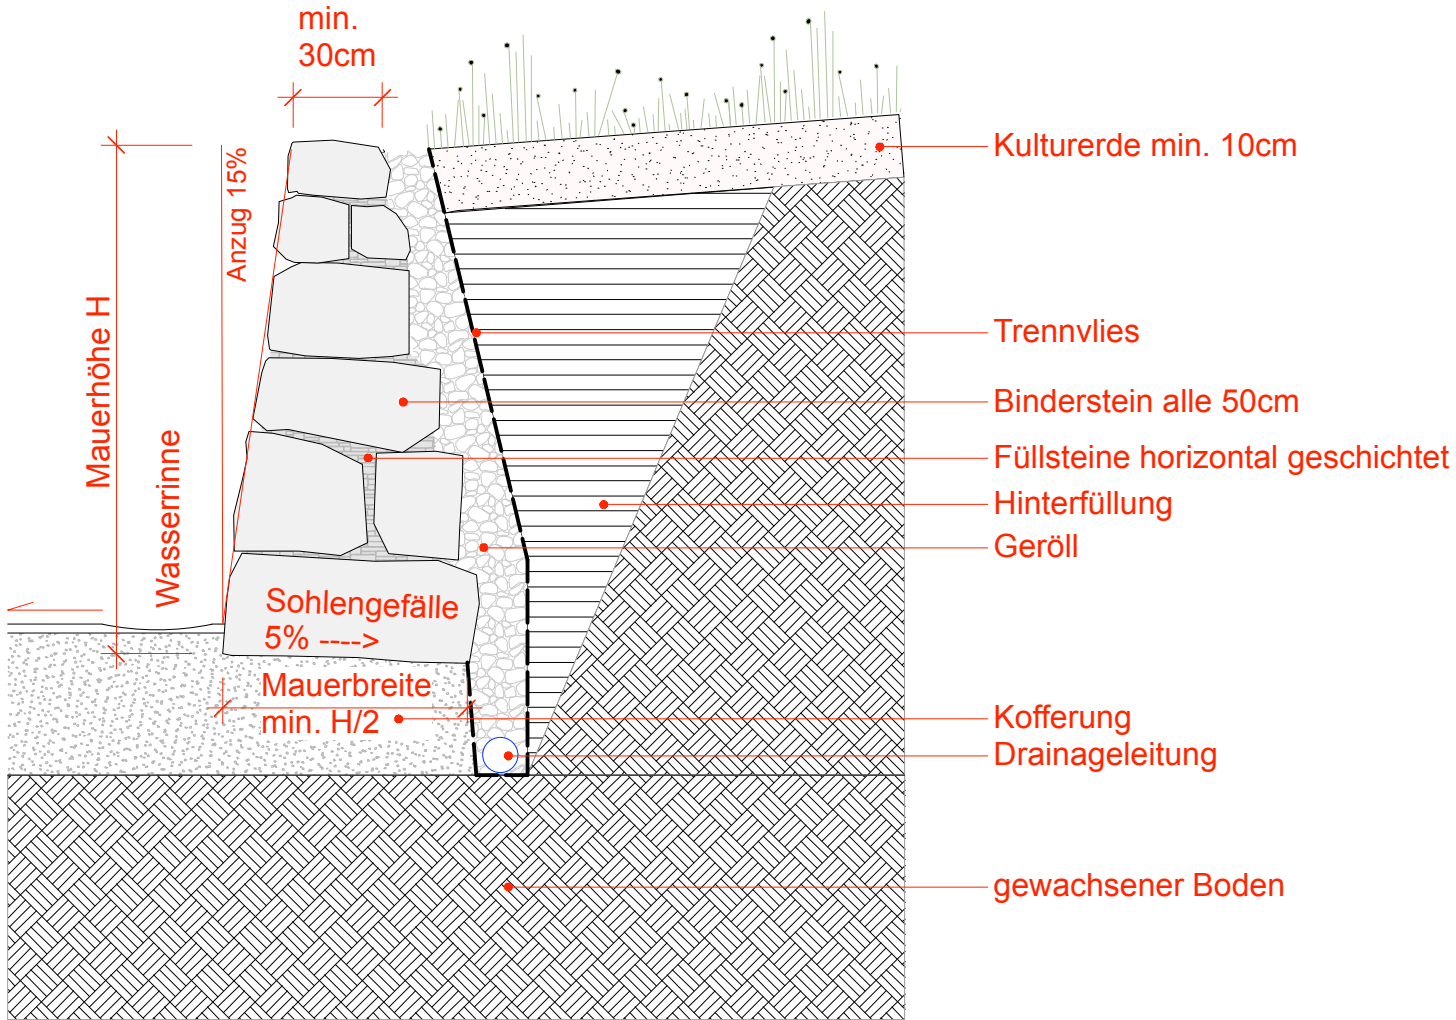 min.
30cm
Anzug 15%
Mauerhöhe H
Wasserrinne
Sohlengefälle
5% ---->
Mauerbreite
min. H/2
Kulturerde min. 10cm
Trennvlies
Binderstein alle 50cm
Füllsteine horizontal geschichtet
Hinterfüllung
Geröll
Kofferung
Drainageleitung
gewachsener Boden